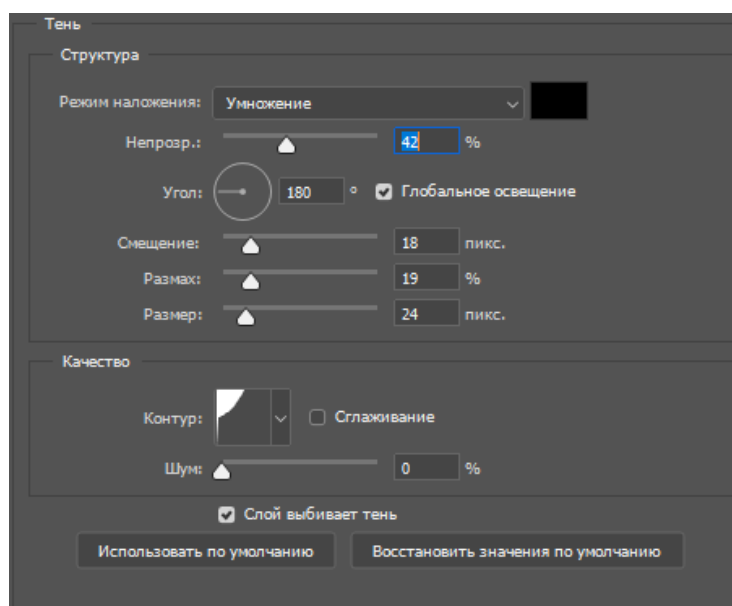 Тень
Структура
Режим наложения: Умножение
Непрозр.: 42 %
Угол: 180 ° Глобальное освещение
Смещение: 18 пикс.
Размах: 19 %
Размер: 24 пикс.
Качество
Контур: Сглаживание
Шум: 0 %
Слой выбивает тень
Использовать по умолчанию Восстановить значения по умолчанию